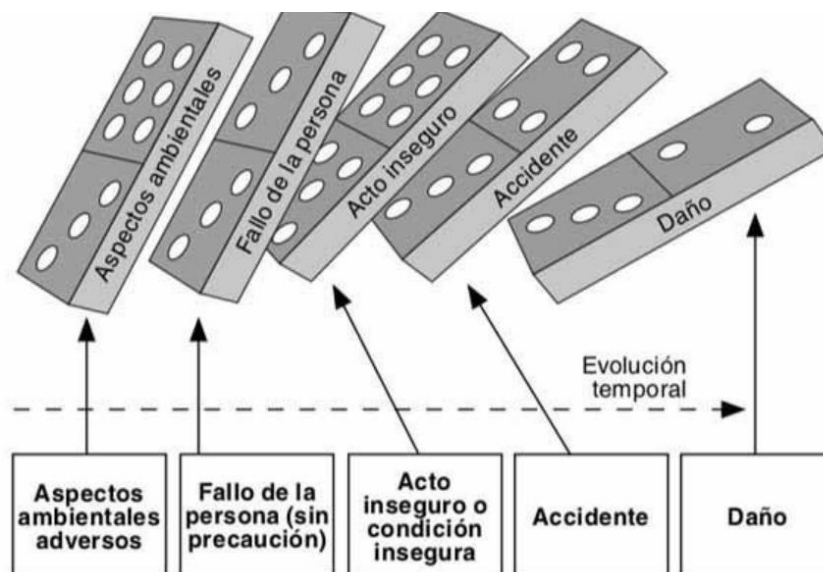 Aspectos ambientales
Fallo de la persona
Acto inseguro
Accidente
Daño
Evolución
temporal
Aspectos
ambientales
adversos
Fallo de la
persona (sin
precaución)
Acto
inseguro o
condición
insegura
Accidente
Daño